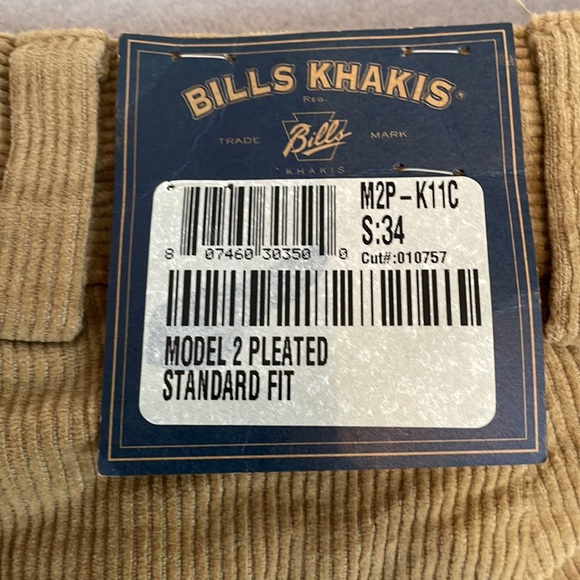 BILLS KHAKIS®
REG.
TRADE Bills MARK
KHAKIS
M2P-K11C
S:34
8 07460 30350 0
Cut#:010757
MODEL 2 PLEATED
STANDARD FIT